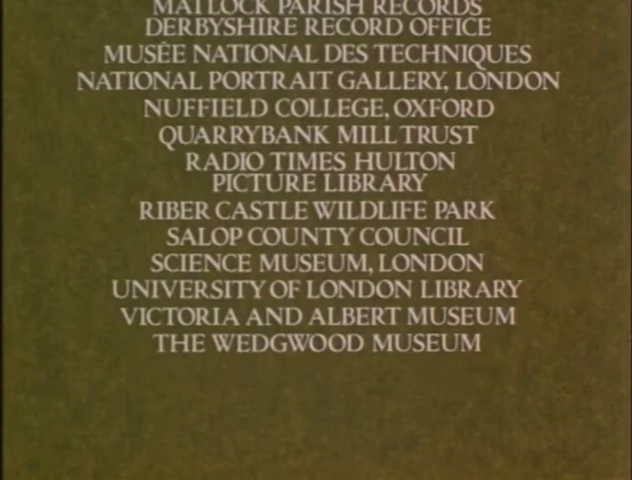 MATLOCK PARISH RECORDS
DERBYSHIRE RECORD OFFICE
MUSÉE NATIONAL DES TECHNIQUES
NATIONAL PORTRAIT GALLERY, LONDON
NUFFIELD COLLEGE, OXFORD
QUARRYBANK MILL TRUST
RADIO TIMES HULTON
PICTURE LIBRARY
RIBER CASTLE WILDLIFE PARK
SALOP COUNTY COUNCIL
SCIENCE MUSEUM, LONDON
UNIVERSITY OF LONDON LIBRARY
VICTORIA AND ALBERT MUSEUM
THE WEDGWOOD MUSEUM